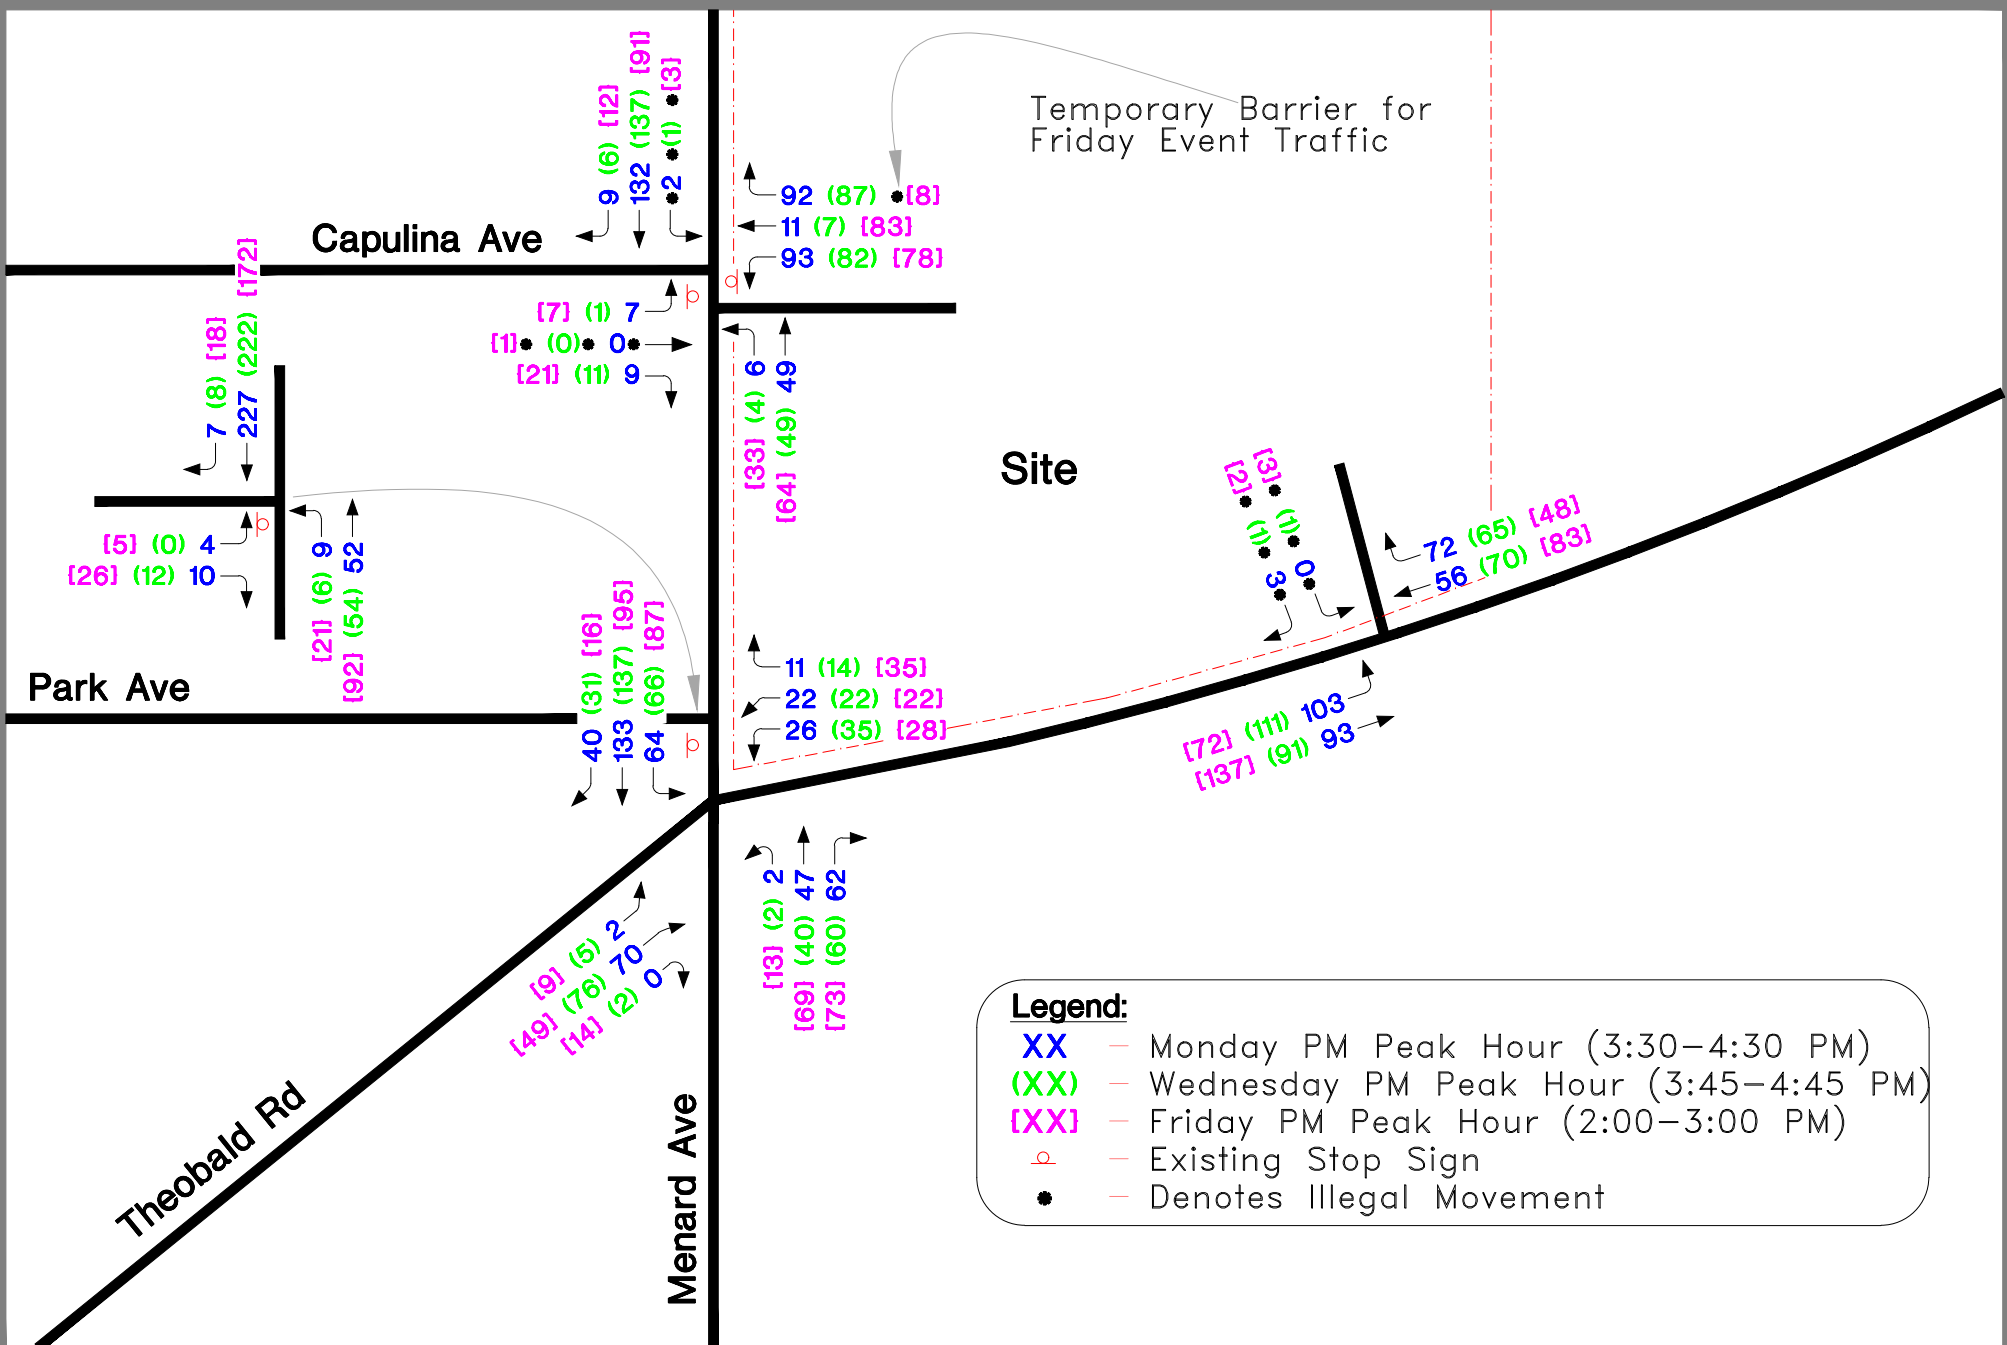 9 (6) [12]
132 (137) [91]
2 (1) [3]
Temporary Barrier for
Friday Event Traffic
92 (87) [8]
11 (7) [83]
93 (82) [78]
Capulina Ave
[7] (1) 7
[1] (0) 0
[21] (11) 9
7 (8) [18]
227 (222) [172]
[33] (4) 6
[64] (49) 49
Site
[5] (0) 4
[26] (12) 10
[21] (6) 9
[92] (54) 52
[2] (1) 3
[3] (1) 0
72 (65) [48]
56 (70) [83]
Park Ave
40 (31) [16]
133 (137) [95]
64 (66) [87]
11 (14) [35]
22 (22) [22]
26 (35) [28]
[72] (111) 103
[137] (91) 93
[13] (2) 2
[69] (40) 47
[73] (60) 62
[9] (5) 2
[49] (76) 70
[14] (2) 0
Theobald Rd
Menard Ave
Legend:
XX — Monday PM Peak Hour (3:30-4:30 PM)
(XX) — Wednesday PM Peak Hour (3:45-4:45 PM)
[XX] — Friday PM Peak Hour (2:00-3:00 PM)
— Existing Stop Sign
— Denotes Illegal Movement